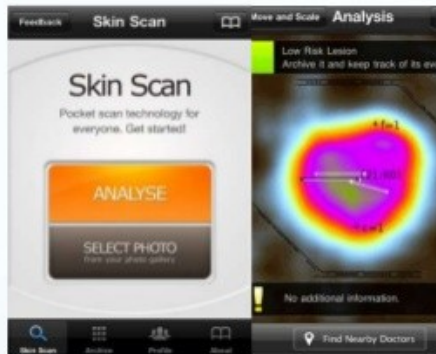 Feedback
Skin Scan
Skin Scan
Pocket scan technology for
everyone. Get started!
ANALYSE
SELECT PHOTO
from your photo gallery
Skin Scan
Archive
Profile
About
Move and Scale
Analysis
Low Risk Lesion
Archive it and keep track of its ev
No additional information.
Find Nearby Doctors